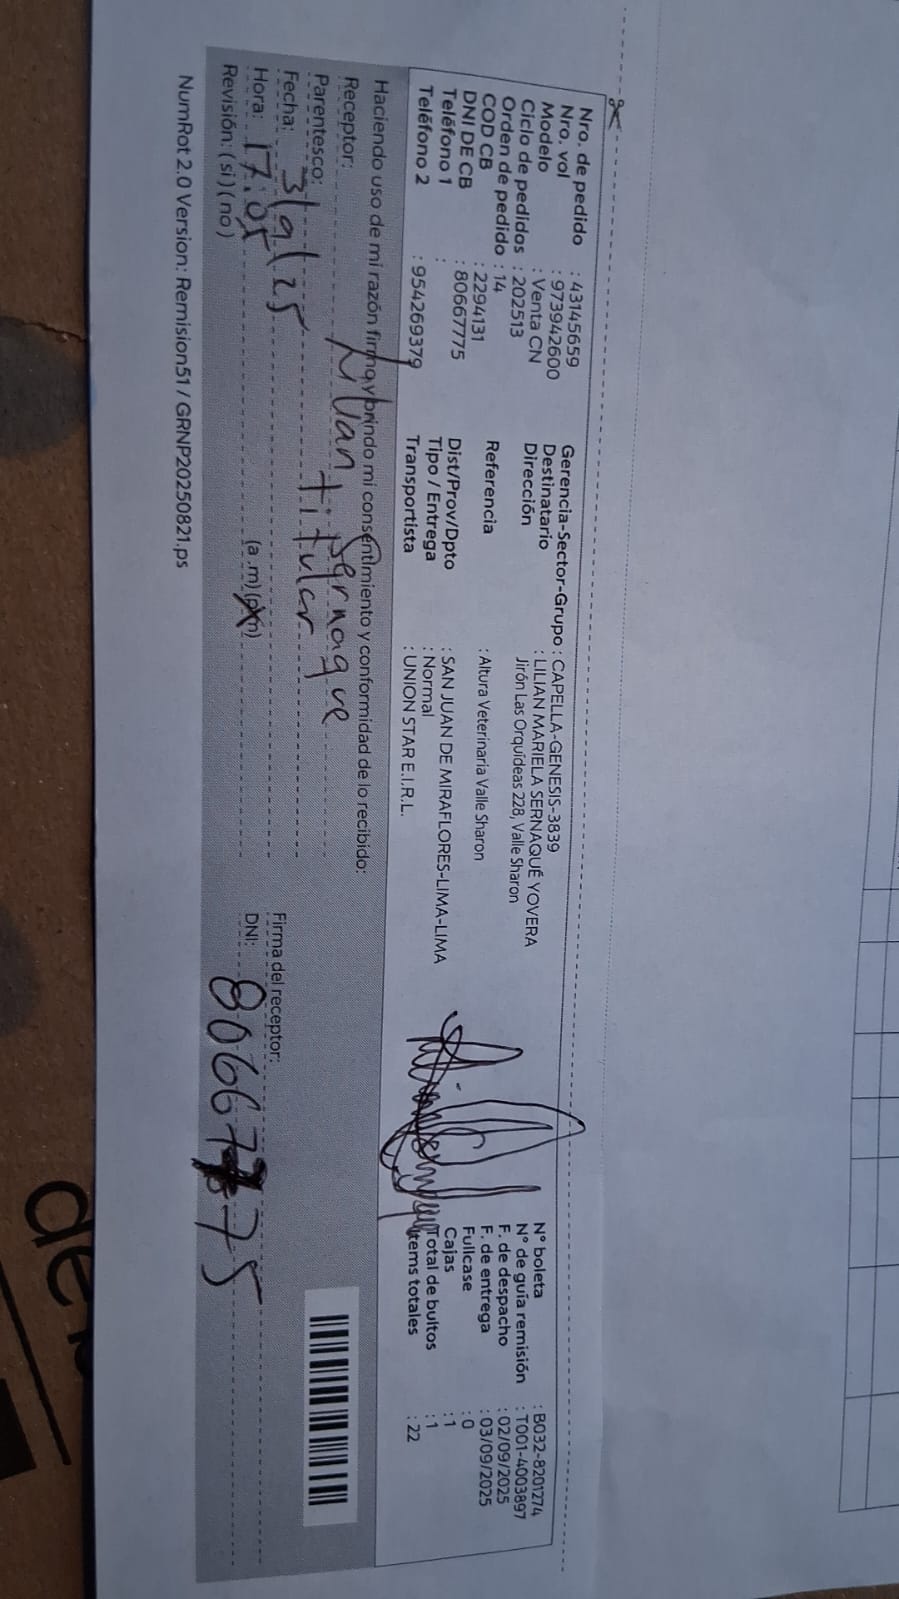 Nro. de pedido : 43145659
Nro. vol : 973942600
Modelo : Venta CN
Ciclo de pedidos : 202513
Orden de pedido : 14
COD CB : 2294131
DNI DE CB : 80667775
Teléfono 1 :
Teléfono 2 : 954269379
Gerencia-Sector-Grupo : CAPELLA-GENESIS-3839
Destinatario : LILIAN MARIELA SERNAQUÉ YOVERA
Dirección Jirón Las Orquideas 228, Valle Sharon
Referencia : Altura Veterinaria Valle Sharon
Dist/Prov/Dpto : SAN JUAN DE MIRAFLORES-LIMA-LIMA
Tipo / Entrega : Normal
Transportista : UNION STAR E.I.R.L.
N° boleta : B032-8201274
N° de guía remisión : T001-4003897
F. de despacho : 02/09/2025
F. de entrega : 03/09/2025
Fullcase : 0
Cajas : 1
Total de bultos : 1
Items totales : 22
Haciendo uso de mi razón firmo y brindo mi consentimiento y conformidad de lo recibido:
Receptor: Lilian sernaque
Parentesco: titular
Fecha: 3/9/25
Hora: 17:05 (a.m) (p.m)
Revisión: (si) (no)
Firma del receptor:
DNI: 80667775
NumRot 2.0 Version: Remision51 / GRNP20250821.ps
de